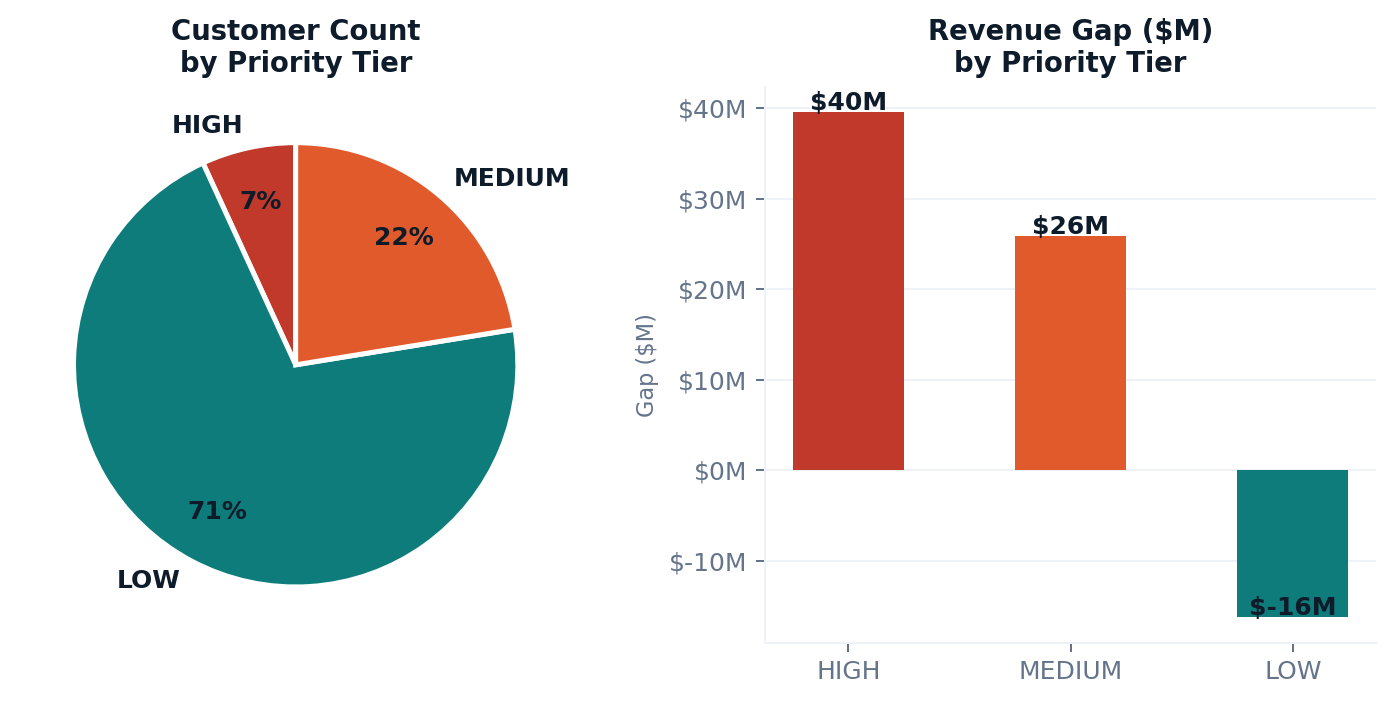 Customer Count
by Priority Tier
HIGH
MEDIUM
7%
22%
71%
LOW
Revenue Gap ($M)
by Priority Tier
Gap ($M)
$40M
$30M
$20M
$10M
$0M
$-10M
$40M
$26M
$-16M
HIGH
MEDIUM
LOW